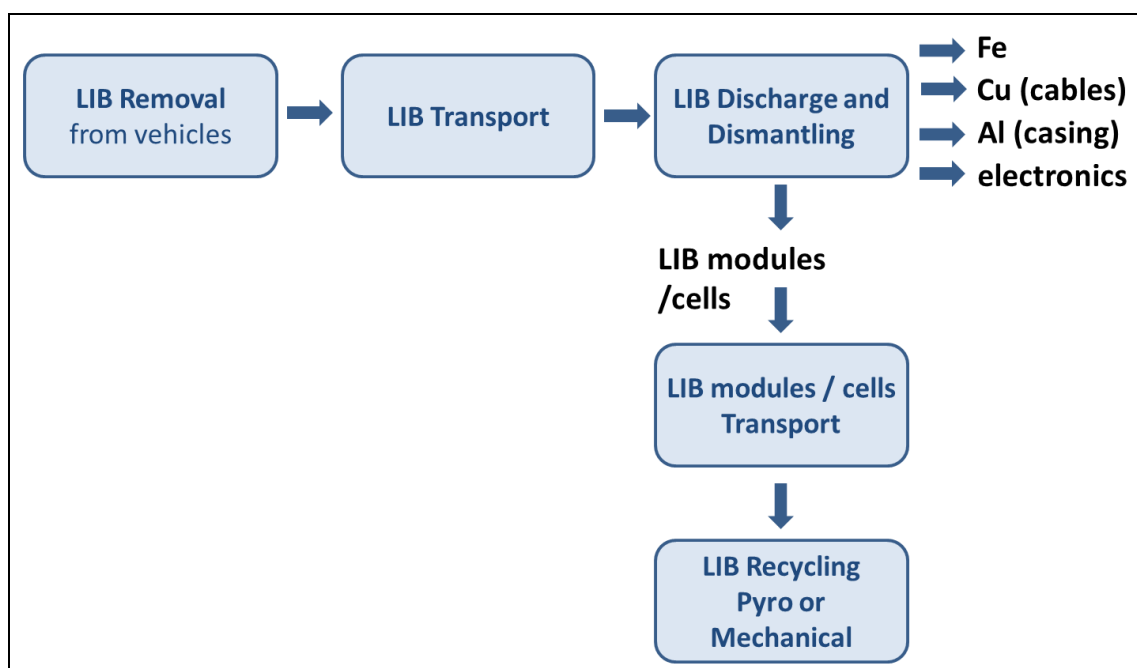 LIB Removal
from vehicles
LIB Transport
LIB Discharge and
Dismantling
Fe
Cu (cables)
Al (casing)
electronics
LIB modules
/cells
LIB modules / cells
Transport
LIB Recycling
Pyro or
Mechanical